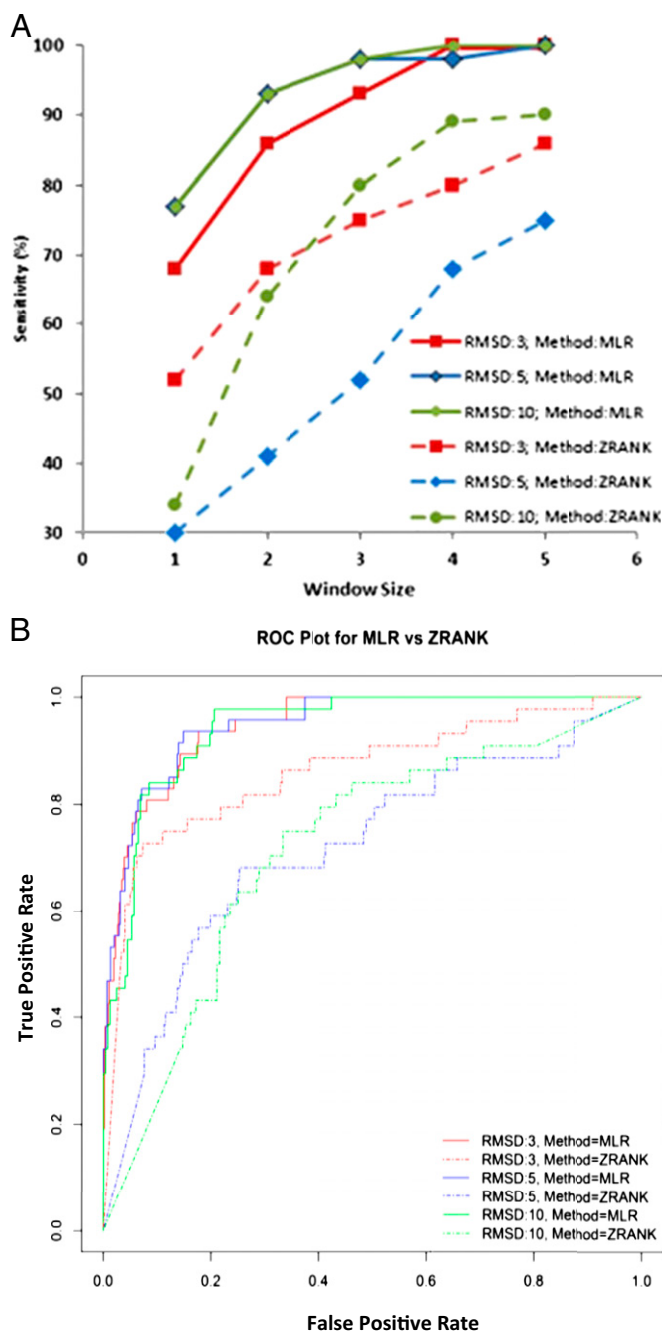 A
100
90
80
70
60
50
40
30
Sensitivity (%)
0
1
2
3
4
5
6
Window Size
RMSD:3; Method:MLR
RMSD:5; Method:MLR
RMSD:10; Method:MLR
RMSD:3; Method:ZRANK
RMSD:5; Method:ZRANK
RMSD:10; Method:ZRANK
B
ROC Plot for MLR vs ZRANK
1.0
0.8
0.6
0.4
0.2
0.0
True Positive Rate
RMSD:3, Method=MLR
RMSD:3, Method=ZRANK
RMSD:5, Method=MLR
RMSD:5, Method=ZRANK
RMSD:10, Method=MLR
RMSD:10, Method=ZRANK
0.0
0.2
0.4
0.6
0.8
1.0
False Positive Rate